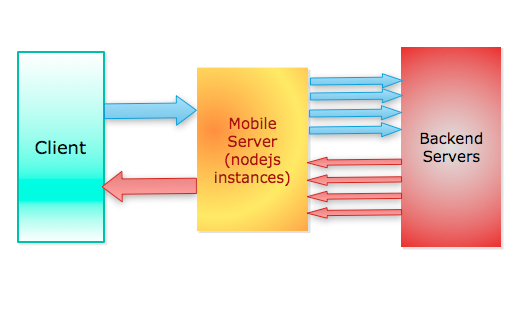 Client
Mobile
Server
(nodejs
instances)
Backend
Servers